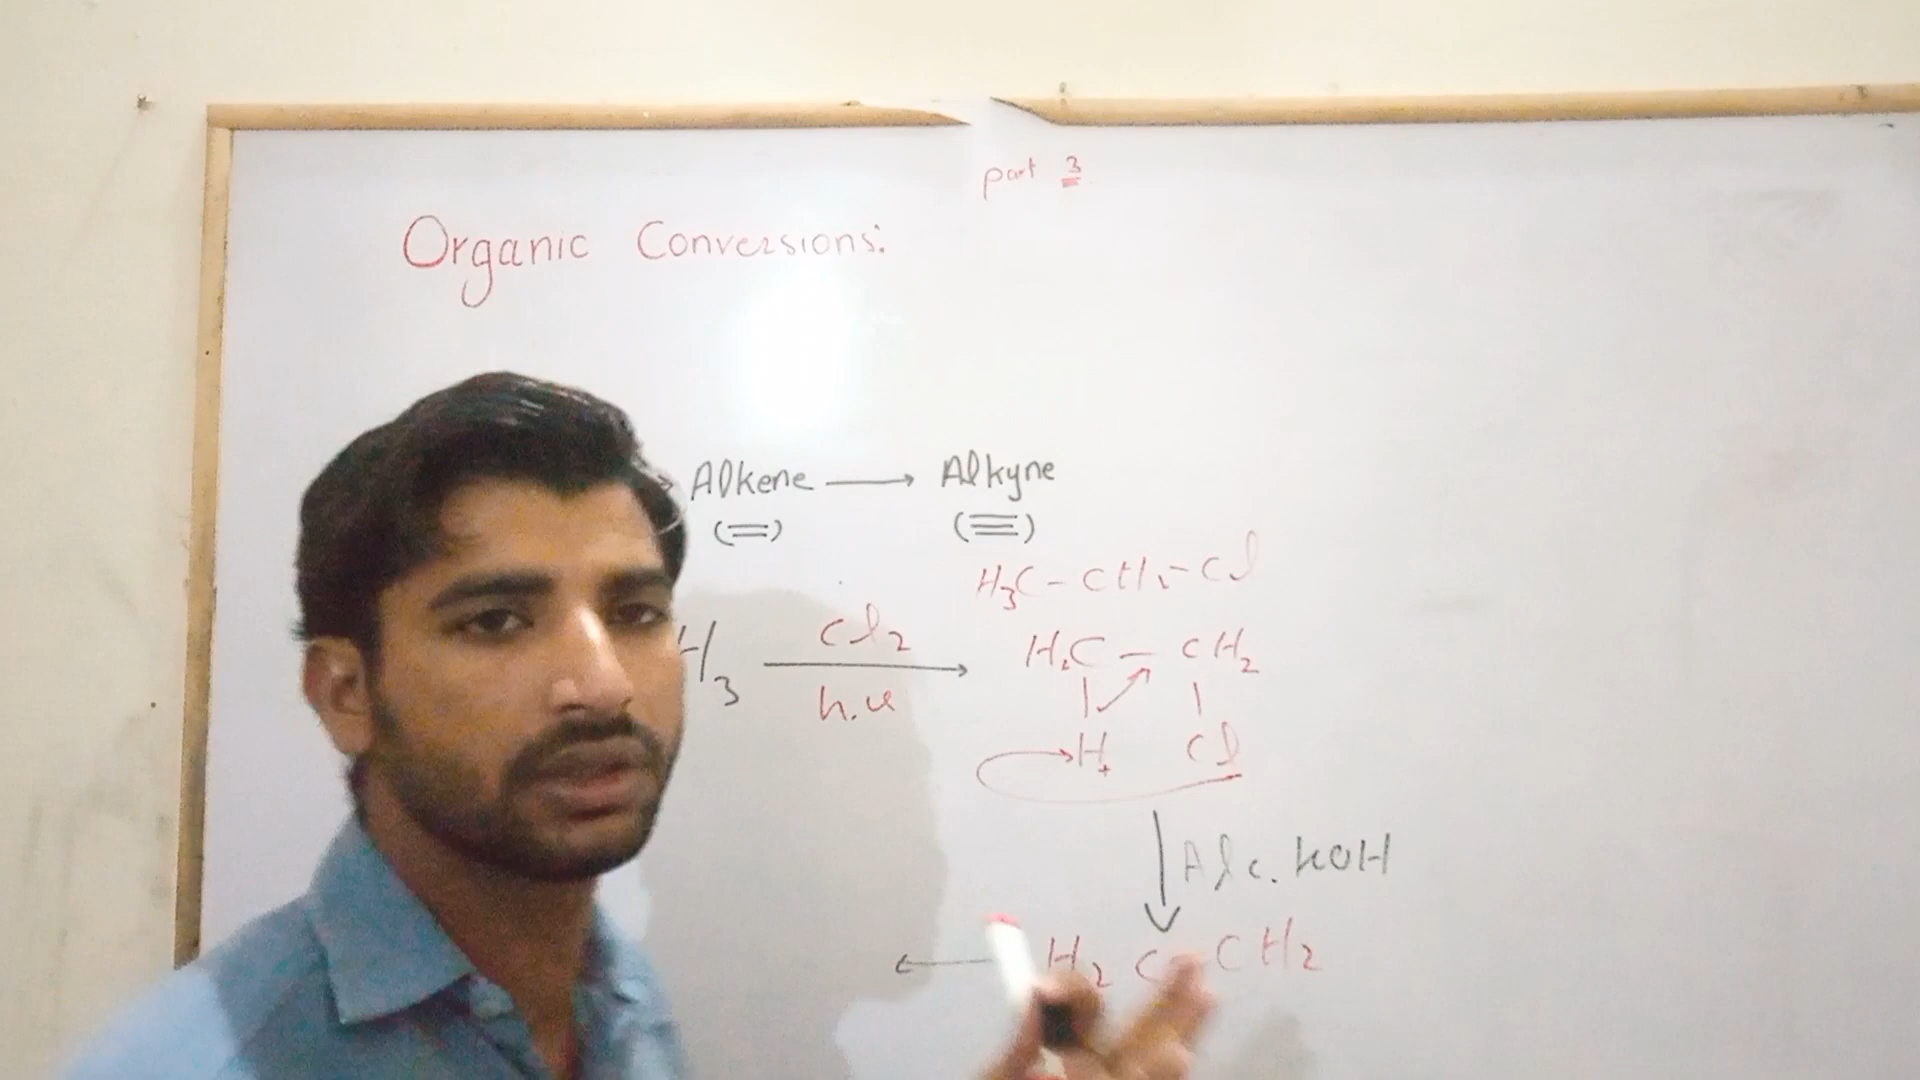 part 3
Organic Conversions:
Alkene → Alkyne
(=) (≡)
H3C-CH2-Cl
H3 Cl2 → H2C - CH2
h.υ
H+ Cl
Alc. KOH
← H2C=CH2